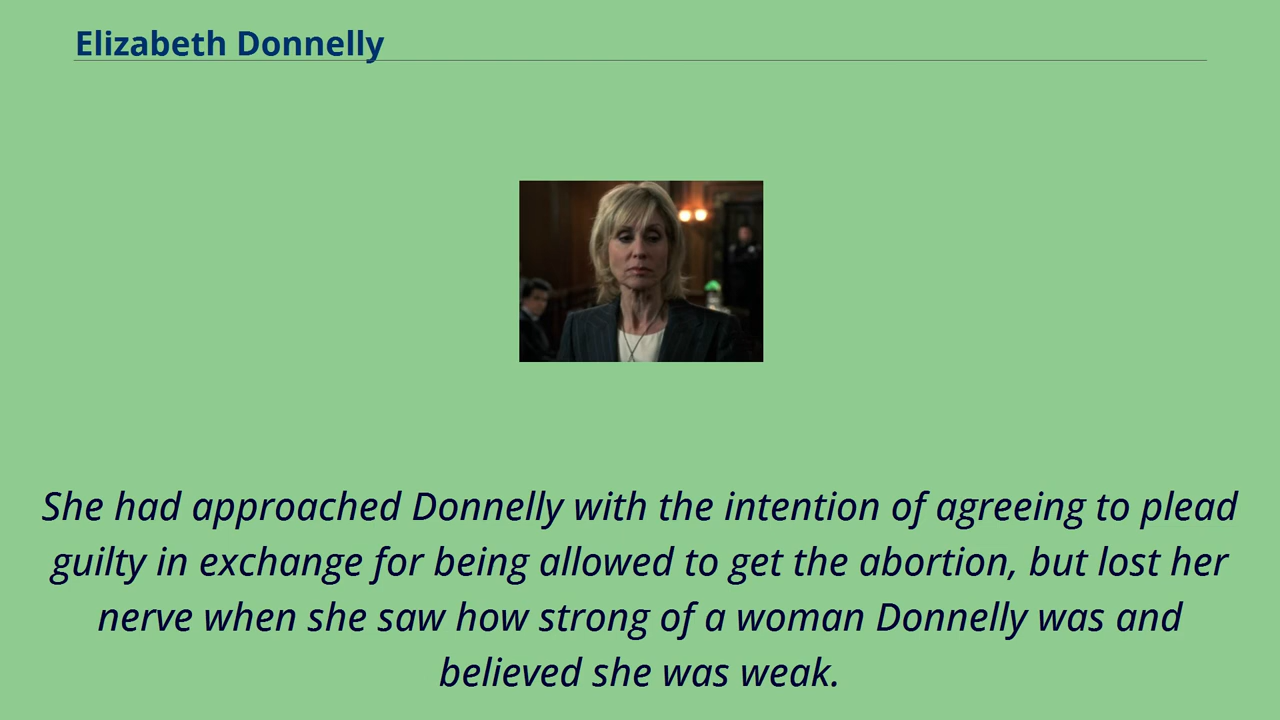 Elizabeth Donnelly
She had approached Donnelly with the intention of agreeing to plead
guilty in exchange for being allowed to get the abortion, but lost her
nerve when she saw how strong of a woman Donnelly was and
believed she was weak.